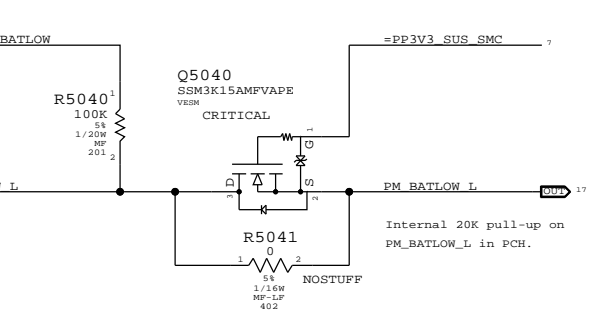 BATLOW
=PP3V3_SUS_SMC
7
Q5040
SSM3K15AMFVAPE
VESM
CRITICAL
R5040
1
100K
5%
1/20W
MF
201
2
G
1
D
3
S
2
L
PM_BATLOW_L
OUT
17
Internal 20K pull-up on
PM_BATLOW_L in PCH.
R5041
0
1
2
5%
1/16W
MF-LF
402
NOSTUFF